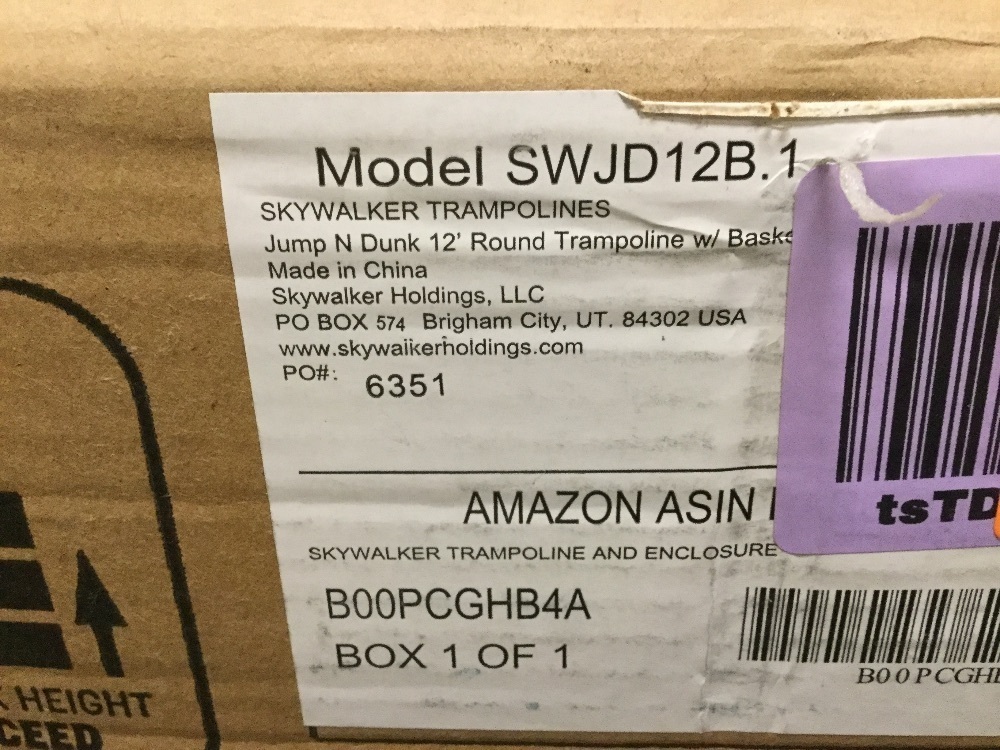 Model SWJD12B.1
SKYWALKER TRAMPOLINES
Jump N Dunk 12' Round Trampoline w/
Made in China
Skywalker Holdings, LLC
PO BOX 574 Brigham City, UT. 84302 USA
www.skywalkerholdings.com
PO#: 6351
AMAZON ASIN
tsTD
SKYWALKER TRAMPOLINE AND ENCLOSURE
B00PCGHB4A
BOX 1 OF 1
B00PCGH
HEIGHT